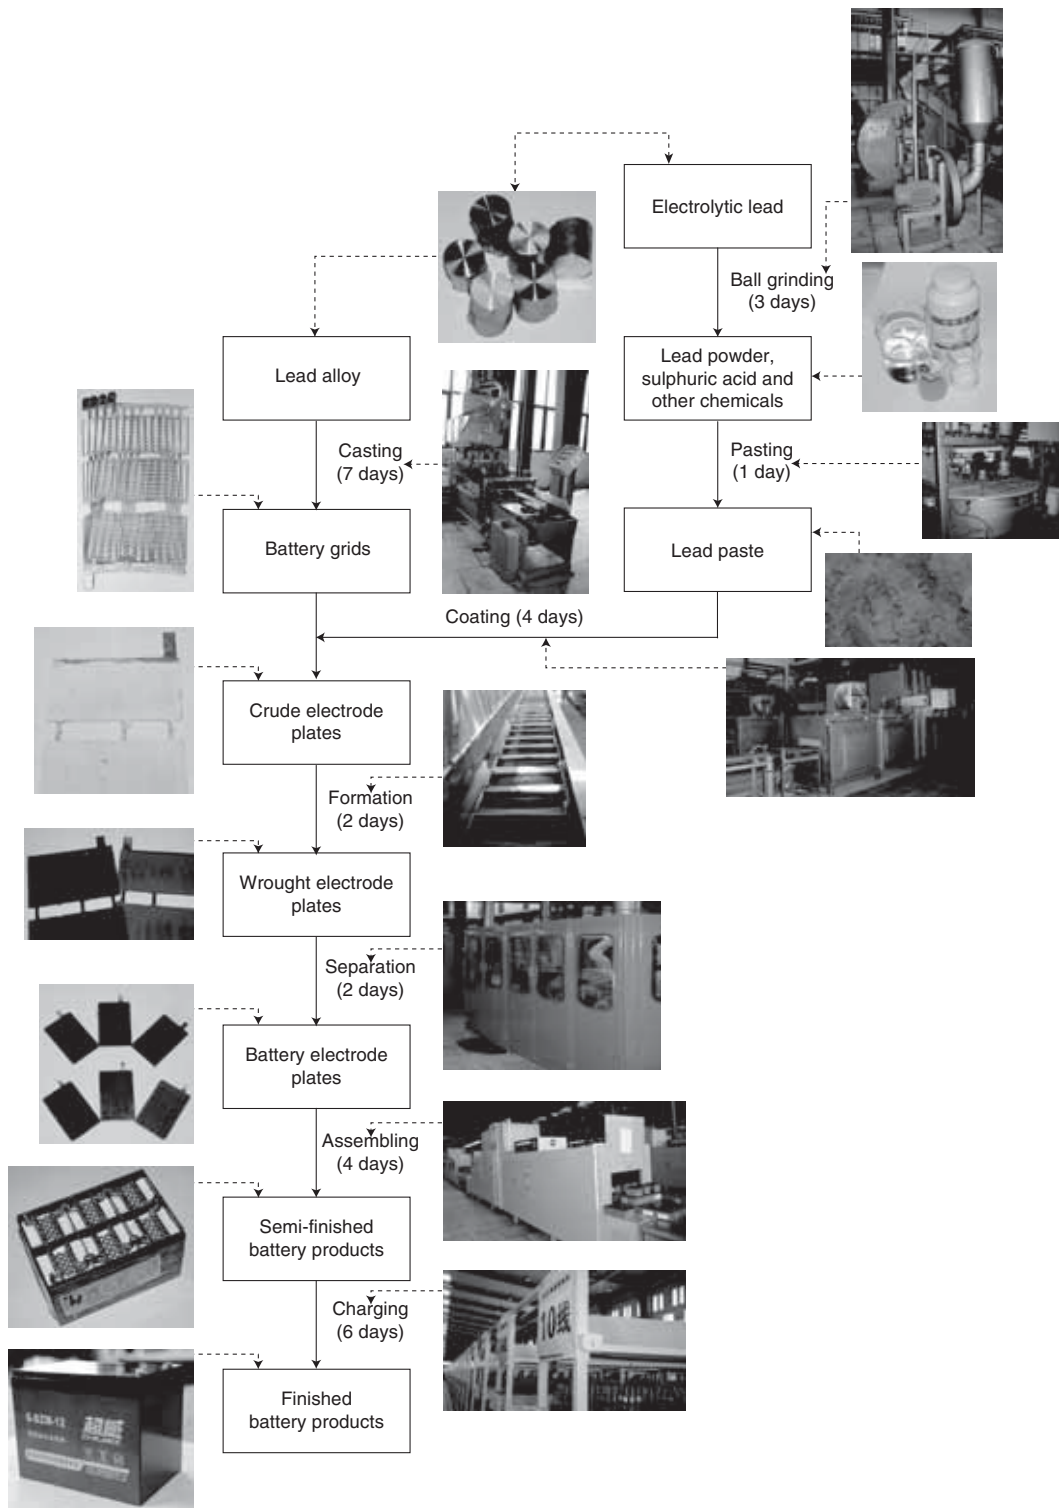 Electrolytic lead
Ball grinding
(3 days)
Lead alloy
Lead powder,
sulphuric acid and
other chemicals
Casting
(7 days)
Pasting
(1 day)
Battery grids
Lead paste
Coating (4 days)
Crude electrode
plates
Formation
(2 days)
Wrought electrode
plates
Separation
(2 days)
Battery electrode
plates
Assembling
(4 days)
Semi-finished
battery products
Charging
(6 days)
10线
Finished
battery products
超威